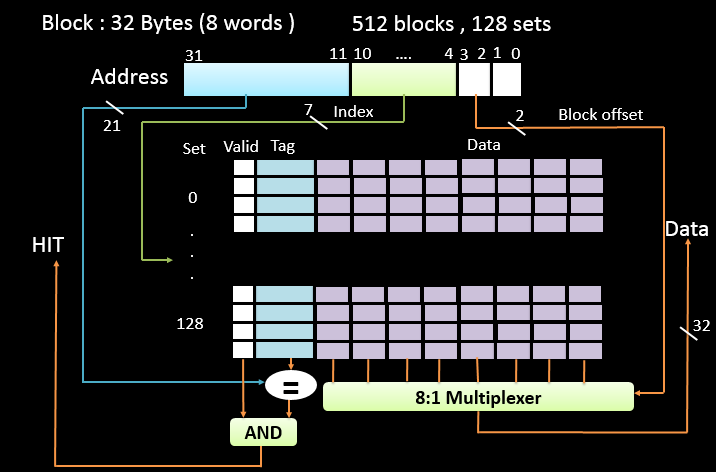 Block : 32 Bytes (8 words ) 512 blocks , 128 sets
31 11 10 .... 4 3 2 1 0
Address
21
7 Index
2 Block offset
Set Valid Tag Data
0
.
.
.
HIT
Data
128
32
=
8:1 Multiplexer
AND